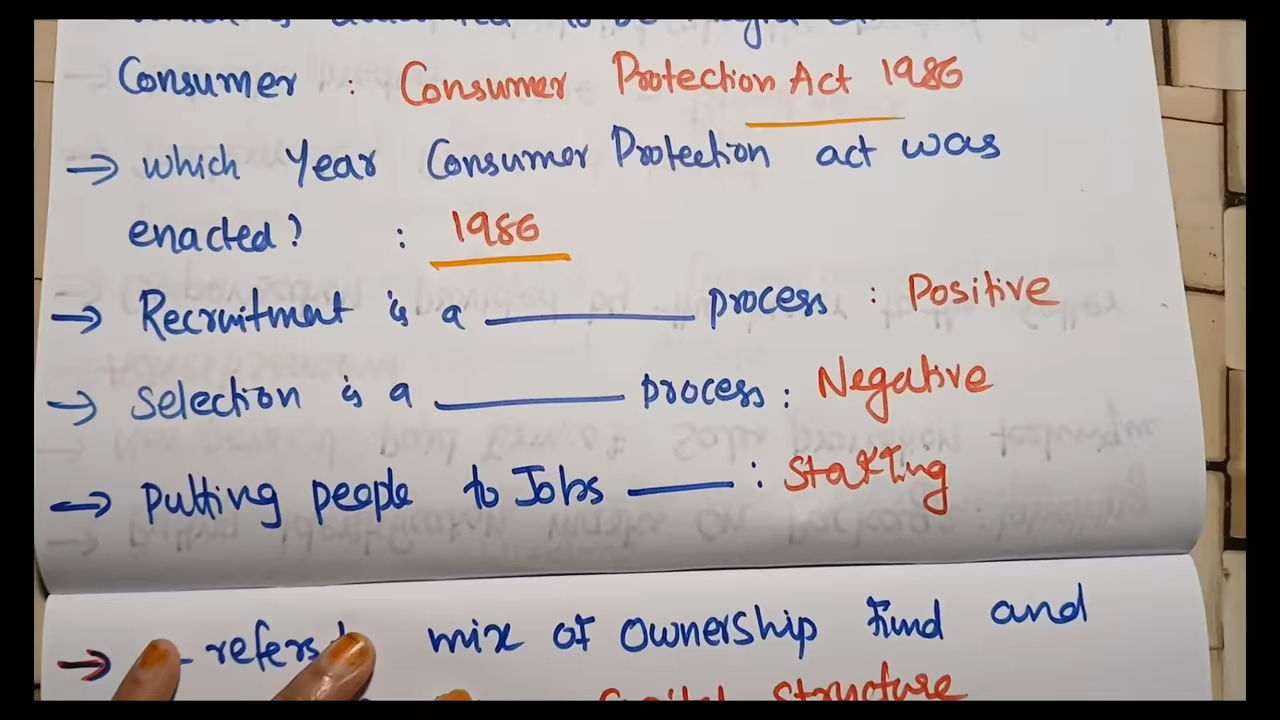 Consumer : Consumer Protection Act 1986
⇒ which Year Consumer Protection act was
enacted? : 1986
→ Recruitment is a ______ process : Positive
→ Selection is a ______ process : Negative
→ Putting people to Jobs ____ : Staffing
→ refers mix of ownership Fund and
Capital structure